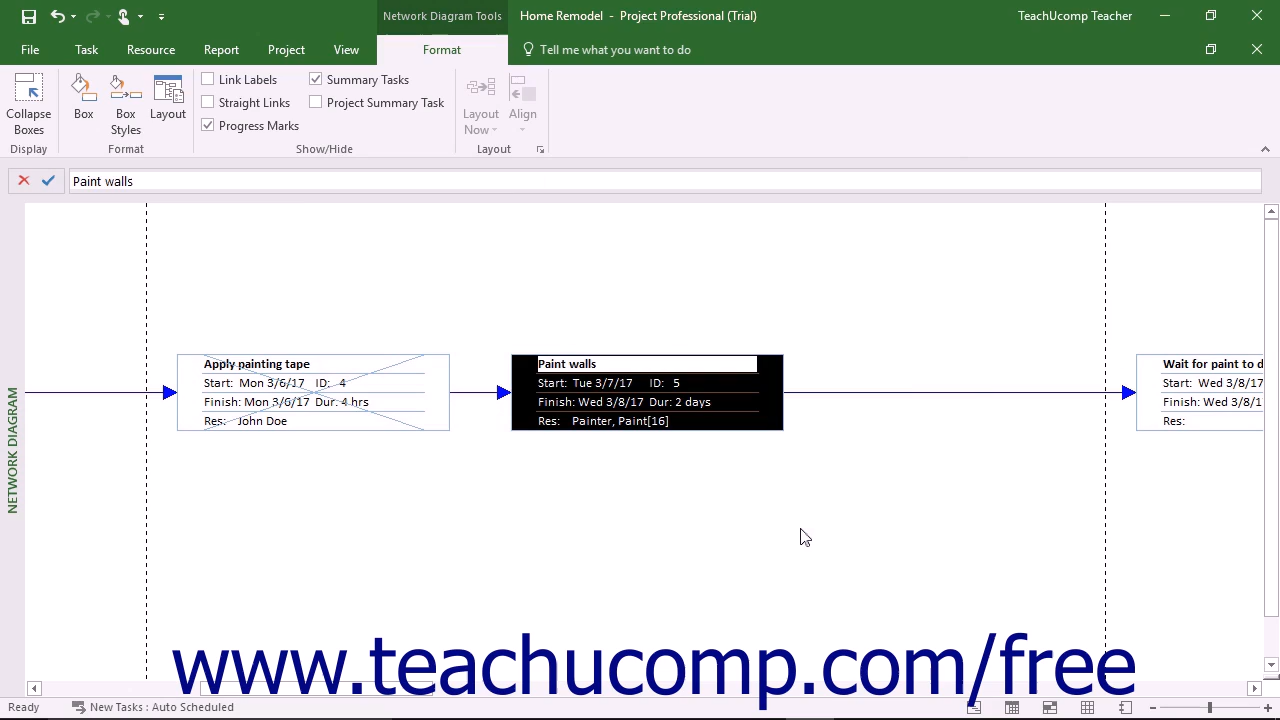 Network Diagram Tools
Home Remodel - Project Professional (Trial)
TeachUcomp Teacher
File
Task
Resource
Report
Project
View
Format
Tell me what you want to do
Collapse Boxes
Display
Box
Box Styles
Layout
Format
Link Labels
Straight Links
Progress Marks
Summary Tasks
Project Summary Task
Show/Hide
Layout Now
Align
Layout
Paint walls
NETWORK DIAGRAM
Apply painting tape
Start: Mon 3/6/17 ID: 4
Finish: Mon 3/6/17 Dur: 4 hrs
Res: John Doe
Paint walls
Start: Tue 3/7/17 ID: 5
Finish: Wed 3/8/17 Dur: 2 days
Res: Painter, Paint[16]
Wait for paint to d
Start: Wed 3/8/17
Finish: Wed 3/8/1
Res:
www.teachucomp.com/free
Ready
New Tasks : Auto Scheduled